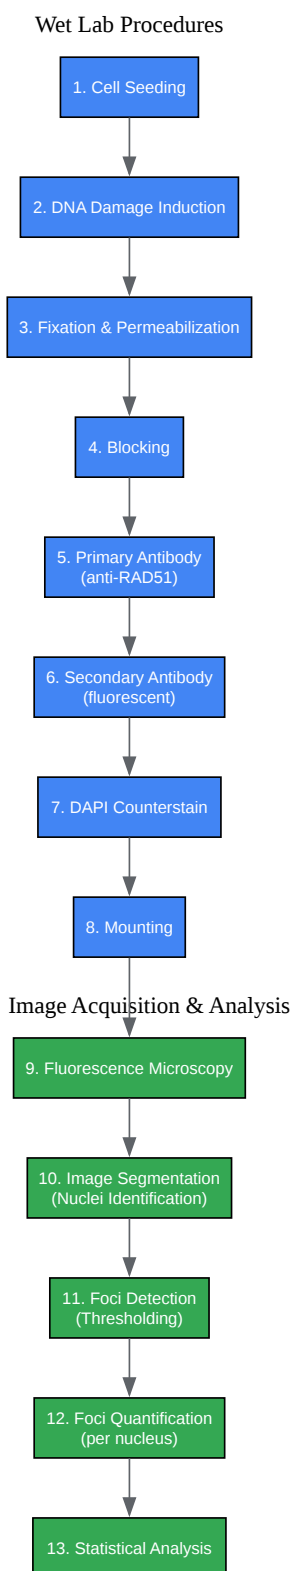 Wet Lab Procedures
1. Cell Seeding
2. DNA Damage Induction
3. Fixation & Permeabilization
4. Blocking
5. Primary Antibody
(anti-RAD51)
6. Secondary Antibody
(fluorescent)
7. DAPI Counterstain
8. Mounting
Image Acquisition & Analysis
9. Fluorescence Microscopy
10. Image Segmentation
(Nuclei Identification)
11. Foci Detection
(Thresholding)
12. Foci Quantification
(per nucleus)
13. Statistical Analysis